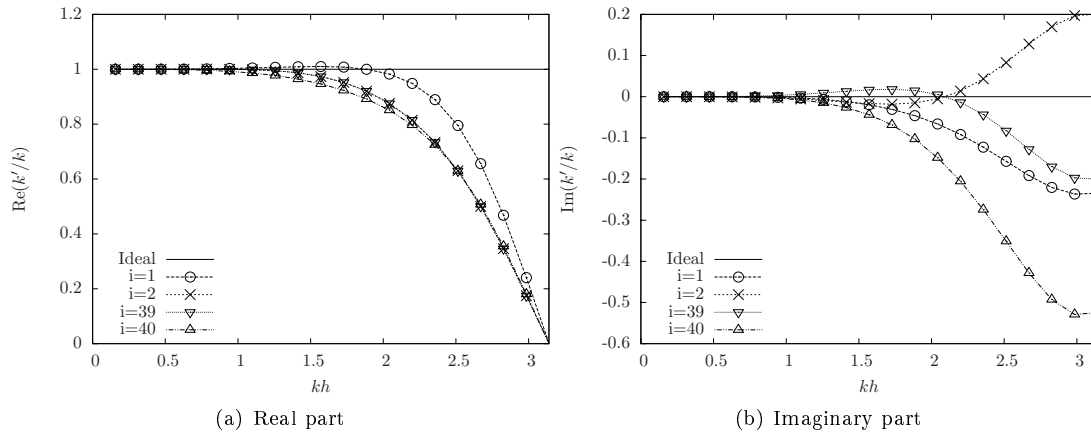 1.2
1
0.8
0.6
0.4
0.2
0
Re(k′/k)
Ideal
i=1
i=2
i=39
i=40
0 0.5 1 1.5 2 2.5 3
kh
(a) Real part
0.2
0.1
0
-0.1
-0.2
-0.3
-0.4
-0.5
-0.6
Im(k′/k)
Ideal
i=1
i=2
i=39
i=40
0 0.5 1 1.5 2 2.5 3
kh
(b) Imaginary part